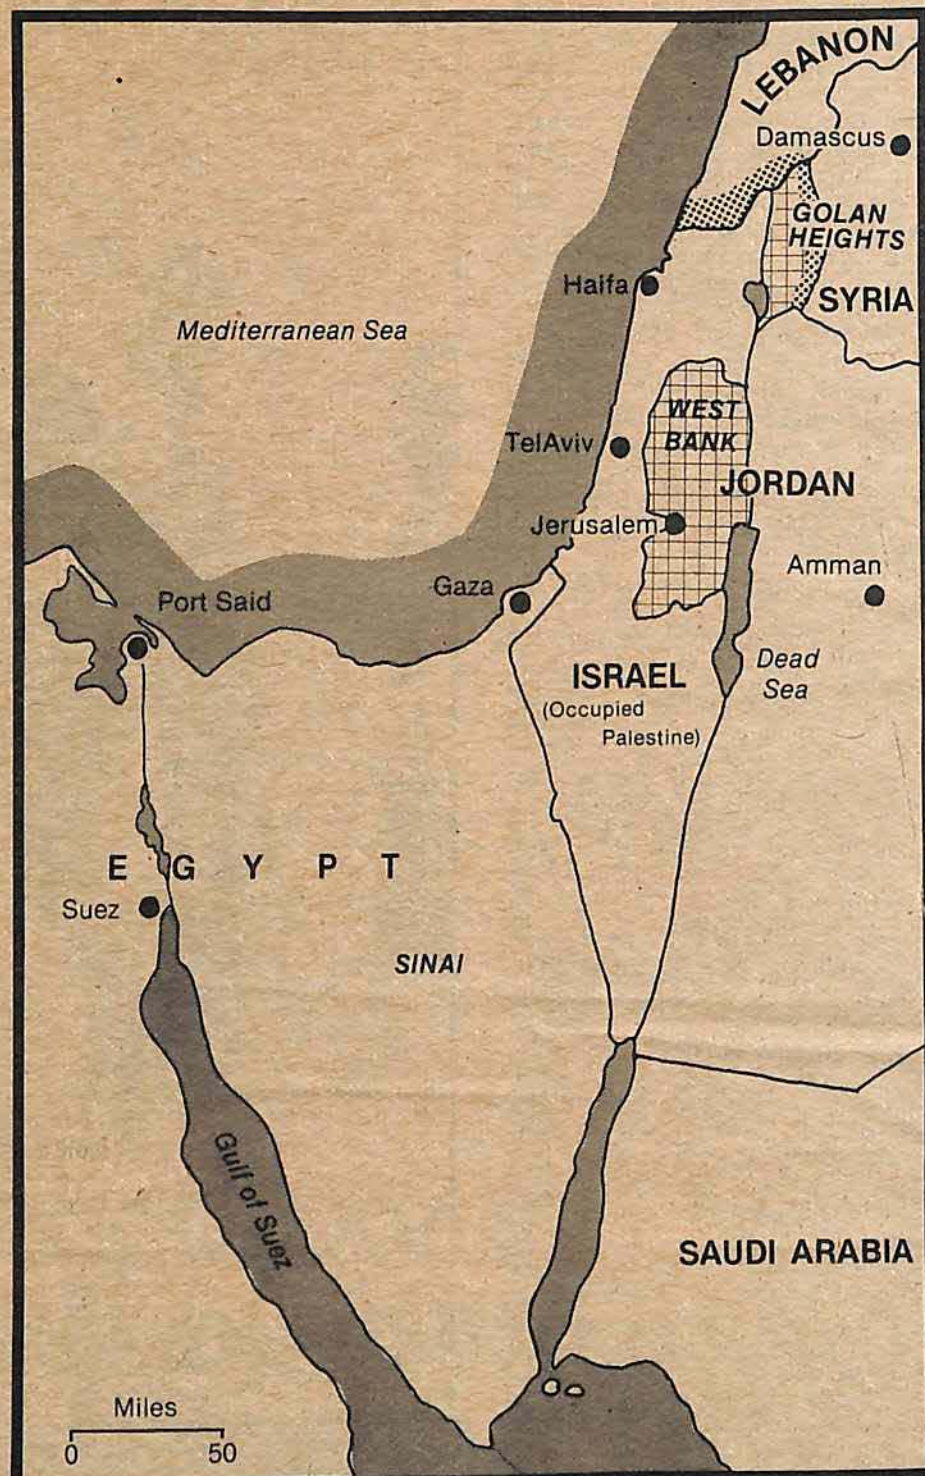 LEBANON
Damascus
GOLAN
HEIGHTS
Haifa
SYRIA
Mediterranean Sea
WEST
BANK
TelAviv
JORDAN
Jerusalem
Amman
Gaza
Port Said
Dead
Sea
ISRAEL
(Occupied
Palestine)
EGYPT
Suez
SINAI
Gulf of Suez
SAUDI ARABIA
Miles
0 50